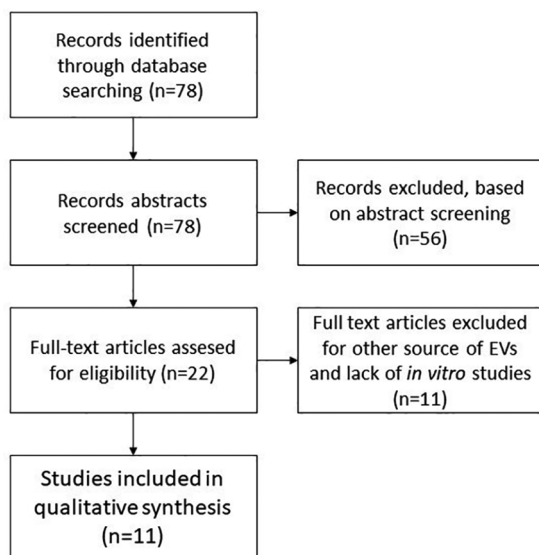 Records identified
through database
searching (n=78)
Records abstracts
screened (n=78)
Records excluded, based
on abstract screening
(n=56)
Full-text articles assesed
for eligibility (n=22)
Full text articles excluded
for other source of EVs
and lack of in vitro studies
(n=11)
Studies included in
qualitative synthesis
(n=11)